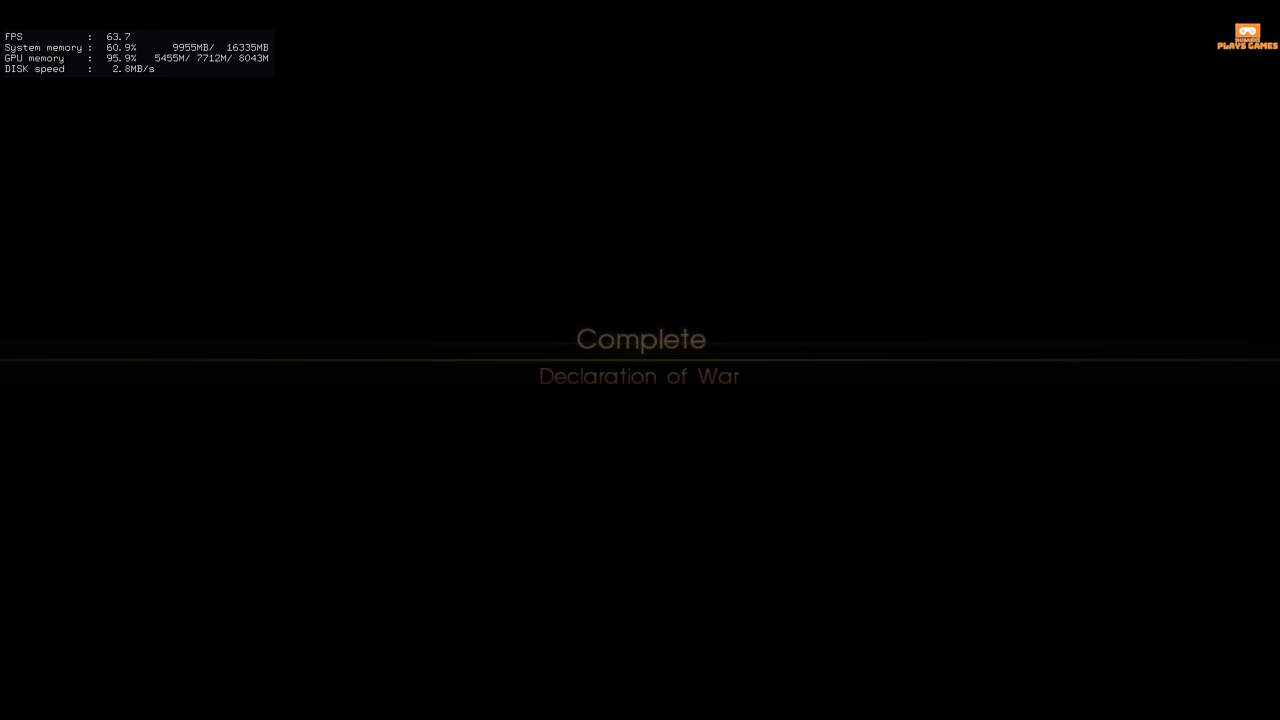 FPS : 63.7
System memory : 60.9% 9955MB/ 16335MB
GPU memory : 95.9% 5455M/ 7712M/ 8043M
DISK speed : 2.8MB/s
PLAYS GAMES
Complete
Declaration of War